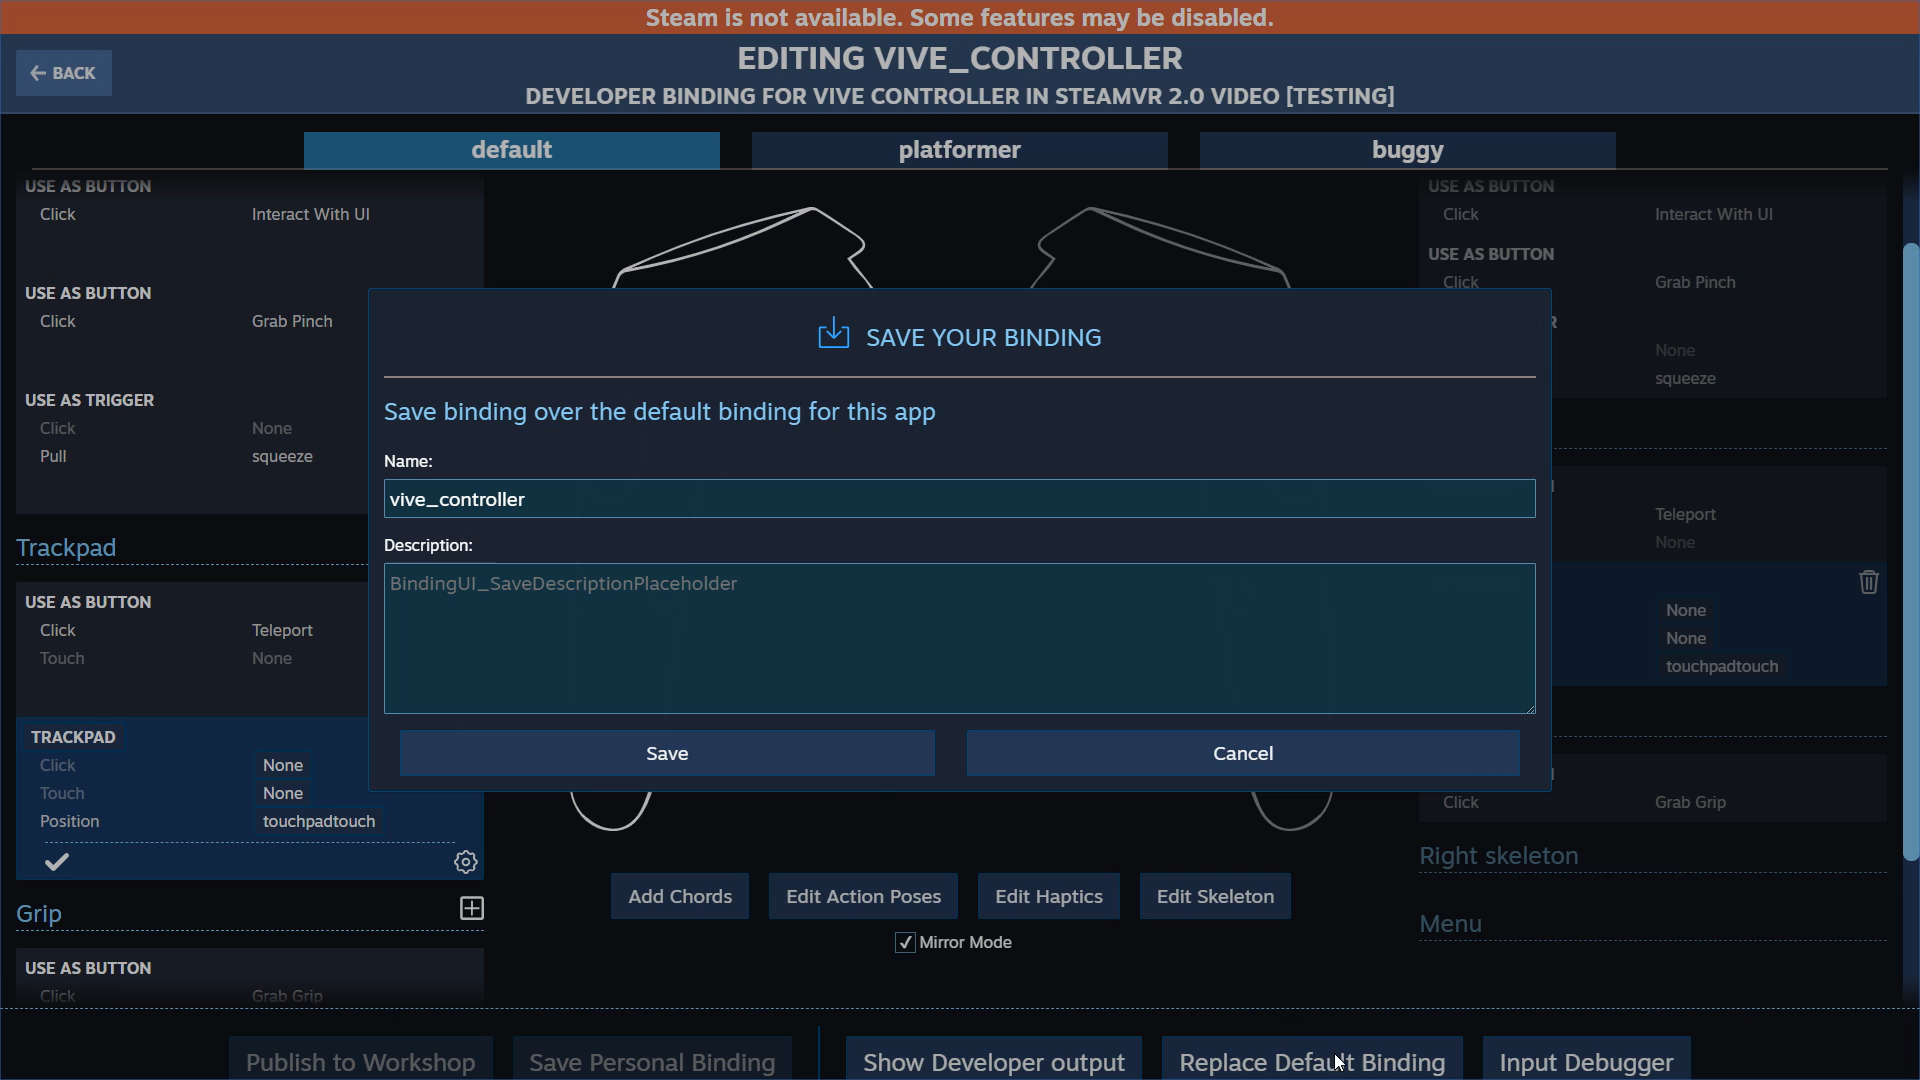 Steam is not available. Some features may be disabled.
BACK
EDITING VIVE_CONTROLLER
DEVELOPER BINDING FOR VIVE CONTROLLER IN STEAMVR 2.0 VIDEO [TESTING]
default
platformer
buggy
USE AS BUTTON
Click
Interact With UI
USE AS BUTTON
Click
Grab Pinch
USE AS TRIGGER
Click
None
Pull
squeeze
Trackpad
USE AS BUTTON
Click
Teleport
Touch
None
TRACKPAD
Click
None
Touch
None
Position
touchpadtouch
Grip
USE AS BUTTON
Click
Grab Grip
SAVE YOUR BINDING
Save binding over the default binding for this app
Name:
vive_controller
Description:
BindingUI_SaveDescriptionPlaceholder
Save
Cancel
Add Chords
Edit Action Poses
Edit Haptics
Edit Skeleton
Mirror Mode
USE AS BUTTON
Click
Interact With UI
USE AS BUTTON
Click
Grab Pinch
None
squeeze
Teleport
None
None
None
touchpadtouch
Click
Grab Grip
Right skeleton
Menu
Publish to Workshop
Save Personal Binding
Show Developer output
Replace Default Binding
Input Debugger